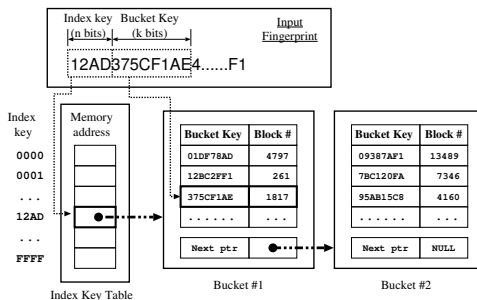 Index key Bucket Key Input
(n bits) (k bits) Fingerprint
12AD375CF1AE4......F1
Index
key
Memory
address
0000
0001
...
12AD
...
FFFF
Index Key Table
Bucket Key Block #
01DF78AD 4797
12BC2FF1 261
375CF1AE 1817
...... ...
Next ptr
Bucket #1
Bucket Key Block #
09387AF1 13489
7BC120FA 7346
95AB15C8 4160
...... ...
Next ptr NULL
Bucket #2